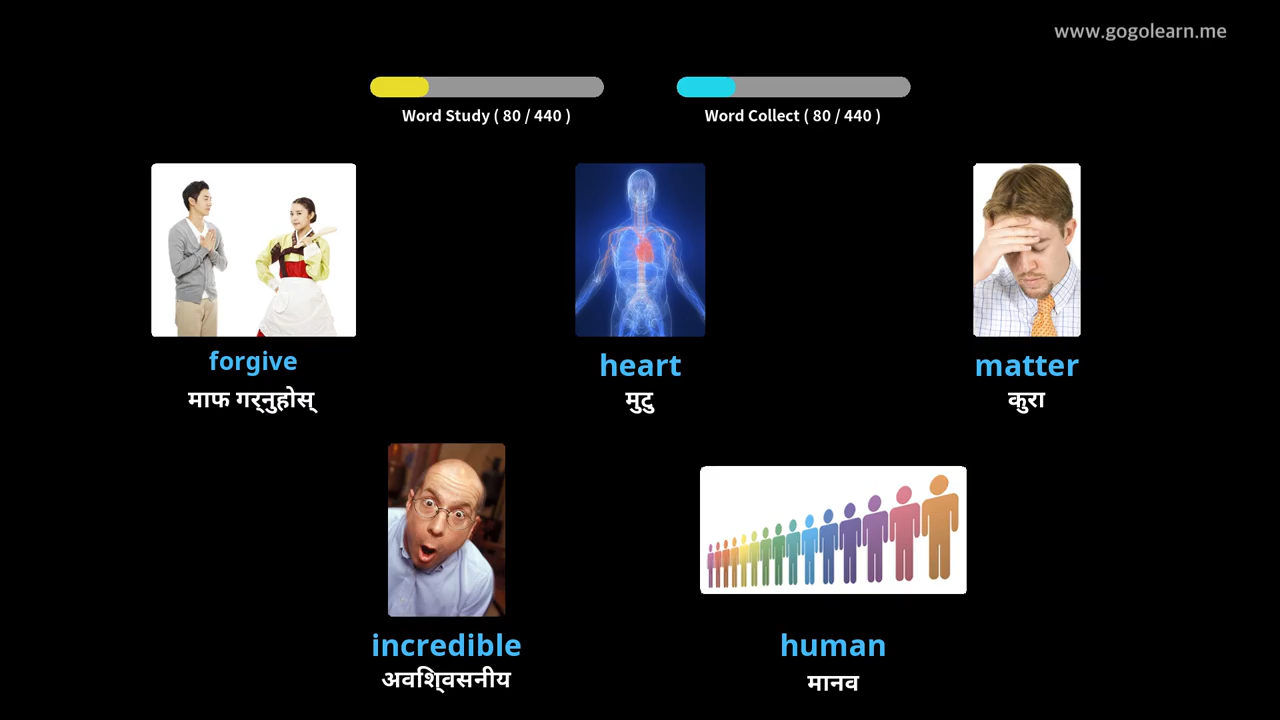 www.gogolearn.me
Word Study ( 80 / 440 )
Word Collect ( 80 / 440 )
forgive
माफ गर्नुहोस्
heart
मुटु
matter
कुरा
incredible
अविश्वसनीय
human
मानव